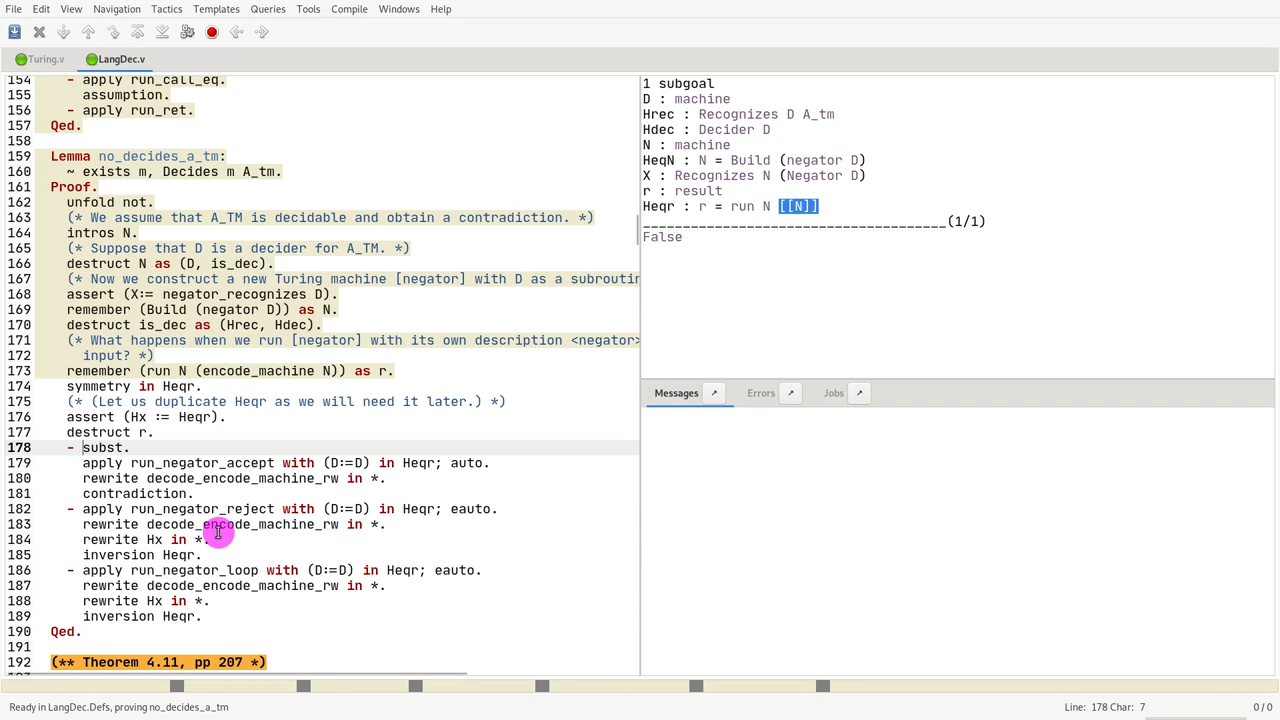 File Edit View Navigation Tactics Templates Queries Tools Compile Windows Help
Turing.v LangDec.v
154 - apply run_call_eq.
155 assumption.
156 - apply run_ret.
157 Qed.
158
159 Lemma no_decides_a_tm:
160 ~ exists m, Decides m A_tm.
161 Proof.
162 unfold not.
163 (* We assume that A_TM is decidable and obtain a contradiction. *)
164 intros N.
165 (* Suppose that D is a decider for A_TM. *)
166 destruct N as (D, is_dec).
167 (* Now we construct a new Turing machine [negator] with D as a subroutin
168 assert (X:= negator_recognizes D).
169 remember (Build (negator D)) as N.
170 destruct is_dec as (Hrec, Hdec).
171 (* What happens when we run [negator] with its own description <negator>
172 input? *)
173 remember (run N (encode_machine N)) as r.
174 symmetry in Heqr.
175 (* (Let us duplicate Heqr as we will need it later.) *)
176 assert (Hx := Heqr).
177 destruct r.
178 - subst.
179 apply run_negator_accept with (D:=D) in Heqr; auto.
180 rewrite decode_encode_machine_rw in *.
181 contradiction.
182 - apply run_negator_reject with (D:=D) in Heqr; eauto.
183 rewrite decode_encode_machine_rw in *.
184 rewrite Hx in *.
185 inversion Heqr.
186 - apply run_negator_loop with (D:=D) in Heqr; eauto.
187 rewrite decode_encode_machine_rw in *.
188 rewrite Hx in *.
189 inversion Heqr.
190 Qed.
191
192 (** Theorem 4.11, pp 207 *)
1 subgoal
D : machine
Hrec : Recognizes D A_tm
Hdec : Decider D
N : machine
HeqN : N = Build (negator D)
X : Recognizes N (Negator D)
r : result
Heqr : r = run N [[N]]
______________________________________(1/1)
False
Messages Errors Jobs
Ready in LangDec.Defs, proving no_decides_a_tm Line: 178 Char: 7 0 / 0